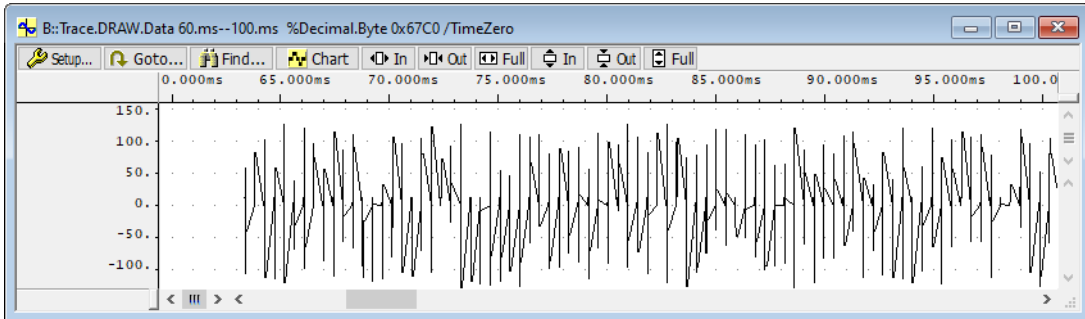 B::Trace.DRAW.Data 60.ms--100.ms %Decimal.Byte 0x67C0 /TimeZero
Setup... Goto... Find... Chart In Out Full In Out Full
0.000ms 65.000ms 70.000ms 75.000ms 80.000ms 85.000ms 90.000ms 95.000ms 100.0
150.
100.
50.
0.
-50.
-100.